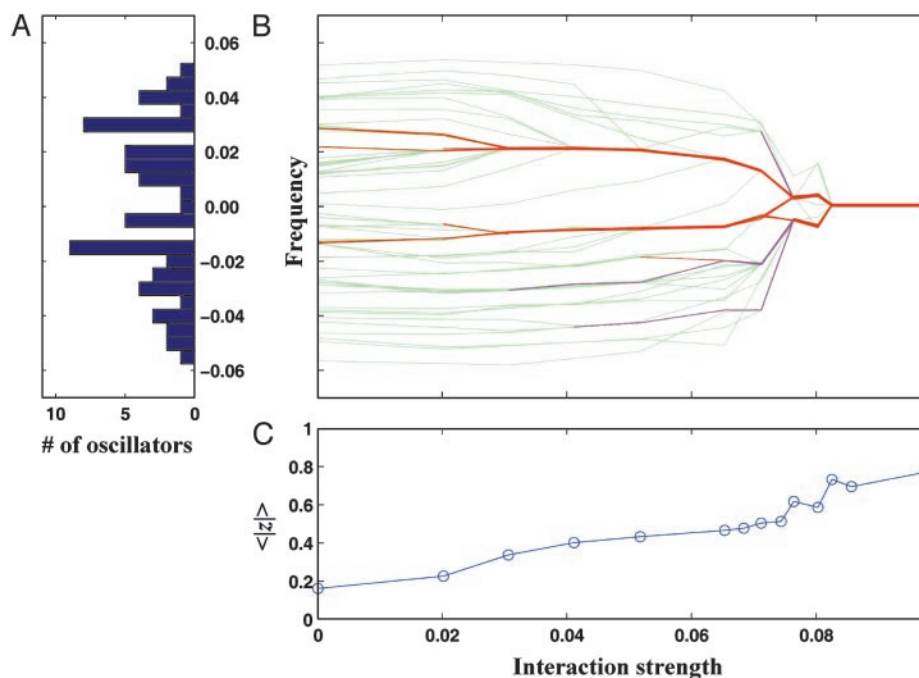 A
0.06
0.04
0.02
0.00
-0.02
-0.04
-0.06
10 5 0
# of oscillators
B
Frequency
C
1
0.8
0.6
0.4
0.2
0
<|z|>
0 0.02 0.04 0.06 0.08
Interaction strength